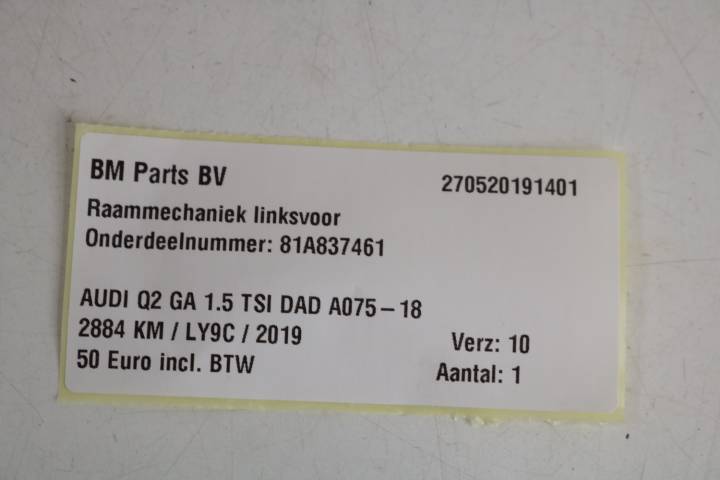 BM Parts BV 270520191401
Raammechaniek linksvoor
Onderdeelnummer: 81A837461
AUDI Q2 GA 1.5 TSI DAD A075-18
2884 KM / LY9C / 2019 Verz: 10
50 Euro incl. BTW Aantal: 1